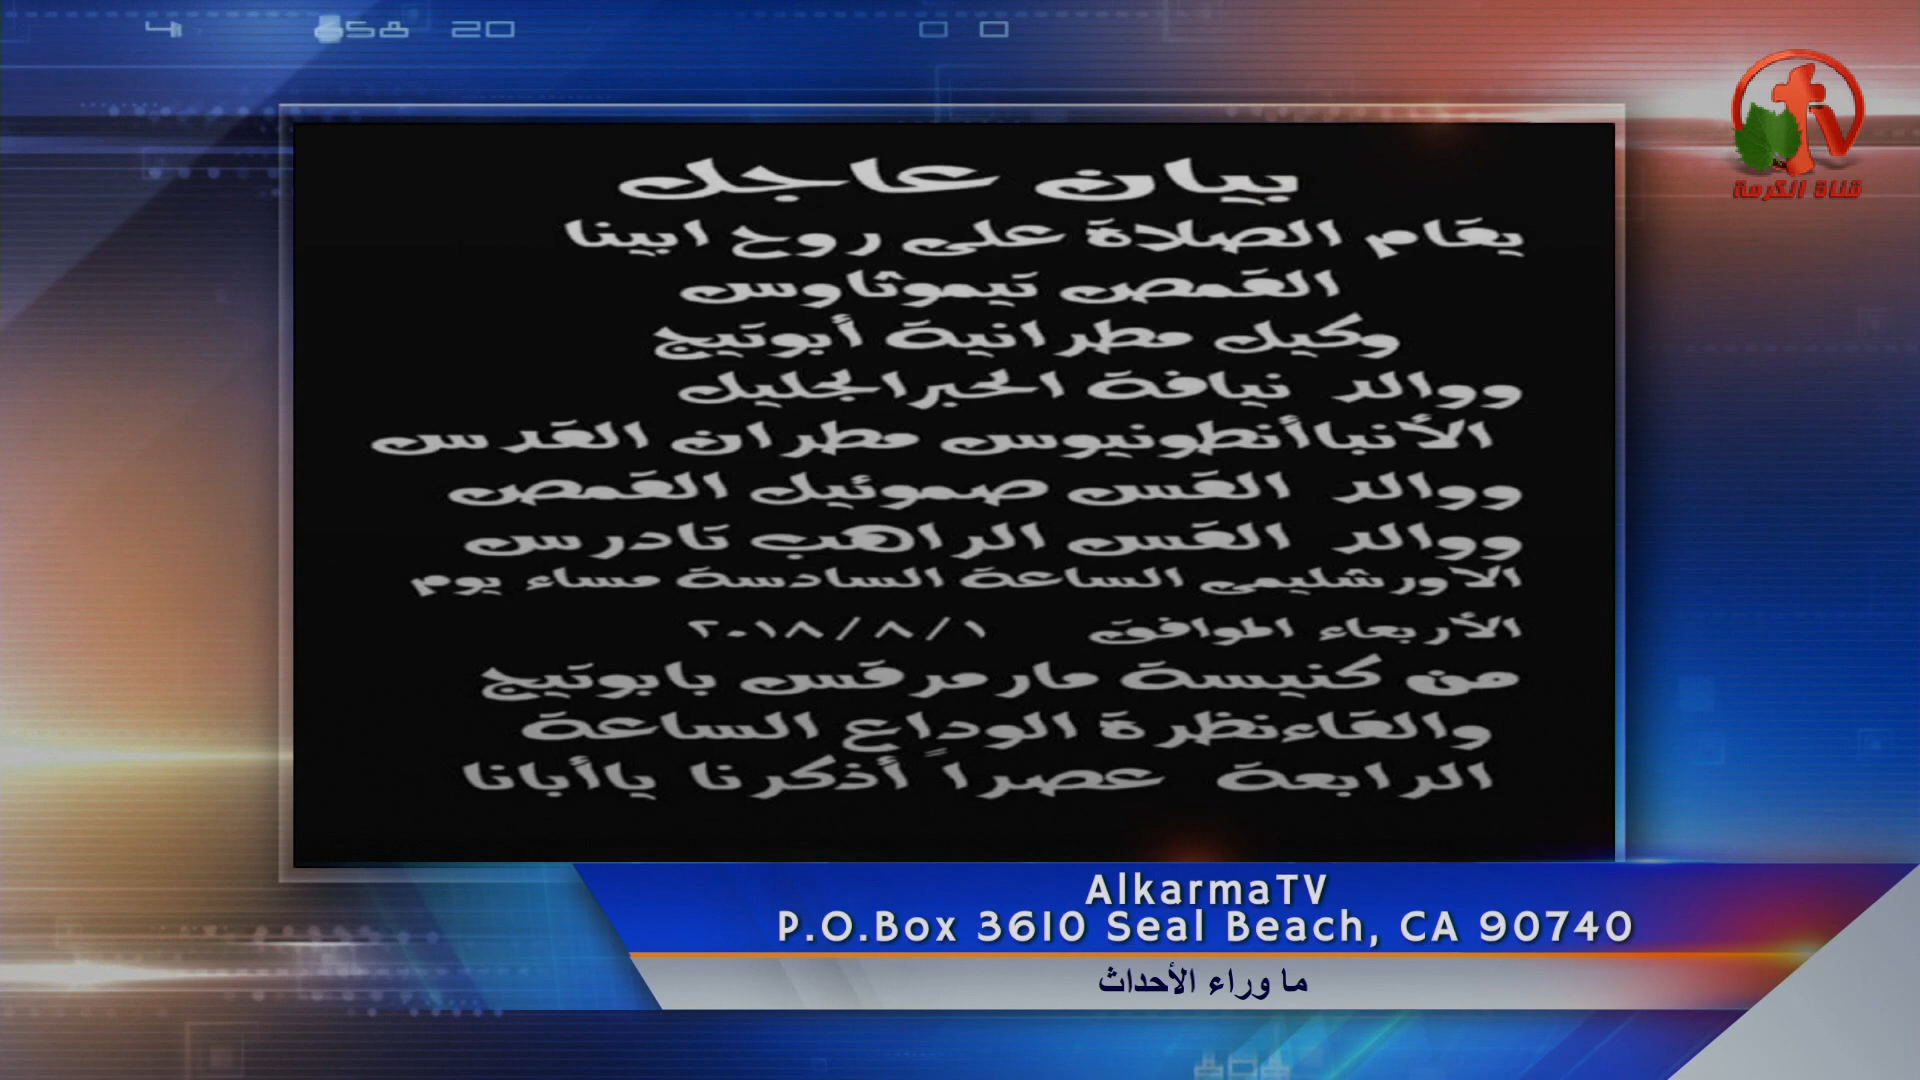 قناة الكرمة
بيان عاجل
يقام الصلاة على روح ابينا
القمص تيموثاوس
وكيل مطرانية أبوتيج
ووالد نيافة الحبرالجليل
الأنباأنطونيوس مطران القدس
ووالد القس صموئيل القمص
ووالد القس الراهب تادرس
الاورشليمى الساعة السادسة مساء يوم
الأربعاء الموافق ٢٠١٨/٨/١
من كنيسة مارمرقس بابوتيج
والقاءنظرة الوداع الساعة
الرابعة عصراً أذكرنا ياأبانا
AlkarmaTV
P.O.Box 3610 Seal Beach, CA 90740
ما وراء الأحداث